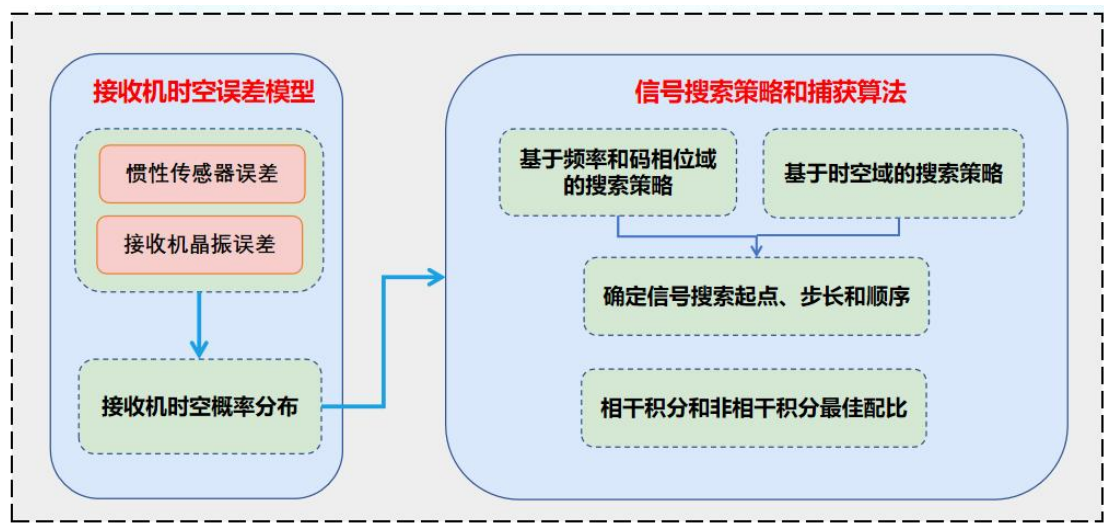 接收机时空误差模型
惯性传感器误差
接收机晶振误差
接收机时空概率分布
信号搜索策略和捕获算法
基于频率和码相位域
的搜索策略
基于时空域的搜索策略
确定信号搜索起点、步长和顺序
相干积分和非相干积分最佳配比